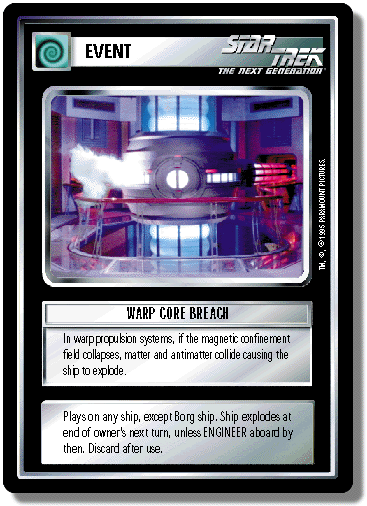 EVENT
STAR TREK
THE NEXT GENERATION®
TM, ®, © 1995 PARAMOUNT PICTURES.
WARP CORE BREACH
In warp propulsion systems, if the magnetic confinement
field collapses, matter and antimatter collide causing the
ship to explode.
Plays on any ship, except Borg ship. Ship explodes at
end of owner's next turn, unless ENGINEER aboard by
then. Discard after use.